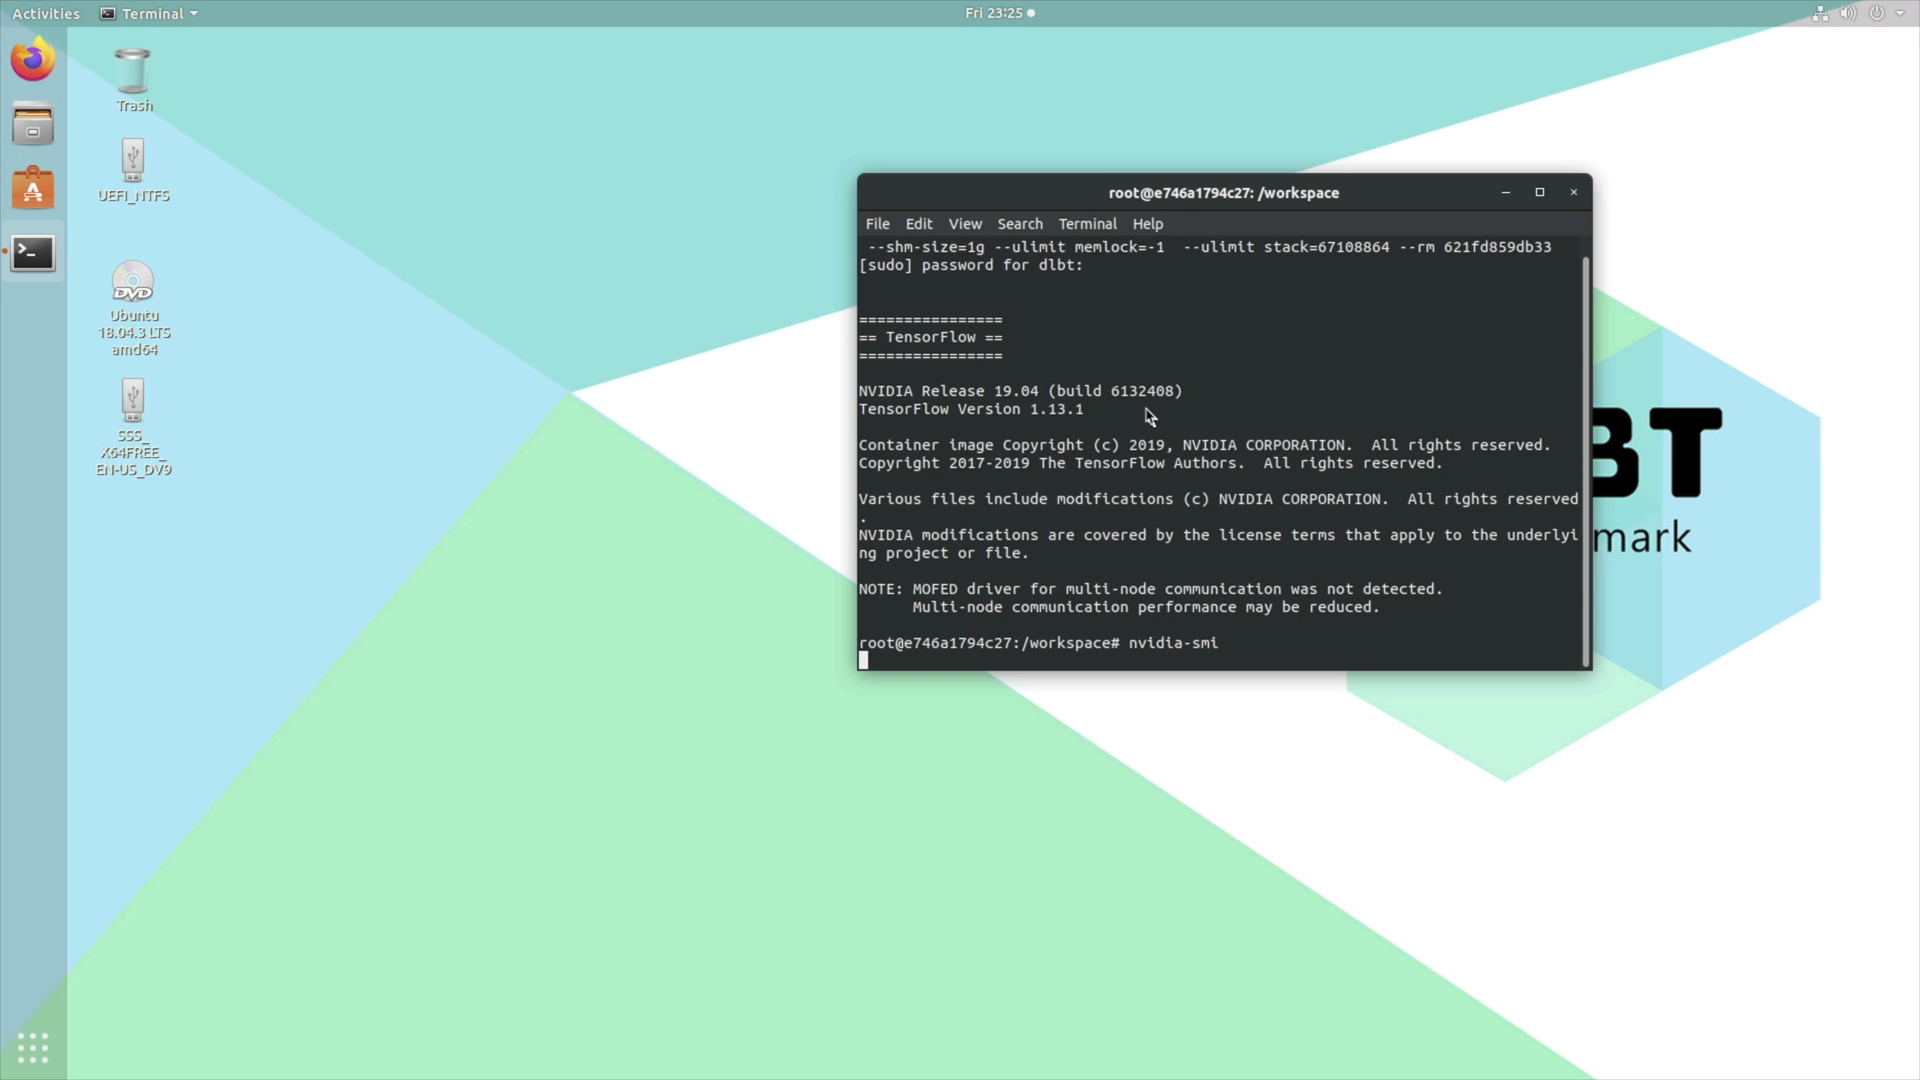 Activities
Terminal
Fri 23:25
Trash
UEFI_NTFS
DVD
Ubuntu
18.04.3 LTS
amd64
SSS_
X64FREE_
EN-US_DV9
root@e746a1794c27: /workspace
File Edit View Search Terminal Help
--shm-size=1g --ulimit memlock=-1  --ulimit stack=67108864 --rm 621fd859db33
[sudo] password for dlbt:
================
== TensorFlow ==
================
NVIDIA Release 19.04 (build 6132408)
TensorFlow Version 1.13.1
Container image Copyright (c) 2019, NVIDIA CORPORATION.  All rights reserved.
Copyright 2017-2019 The TensorFlow Authors.  All rights reserved.
Various files include modifications (c) NVIDIA CORPORATION.  All rights reserved
.
NVIDIA modifications are covered by the license terms that apply to the underlyi
ng project or file.
NOTE: MOFED driver for multi-node communication was not detected.
Multi-node communication performance may be reduced.
root@e746a1794c27:/workspace# nvidia-smi
BT
mark